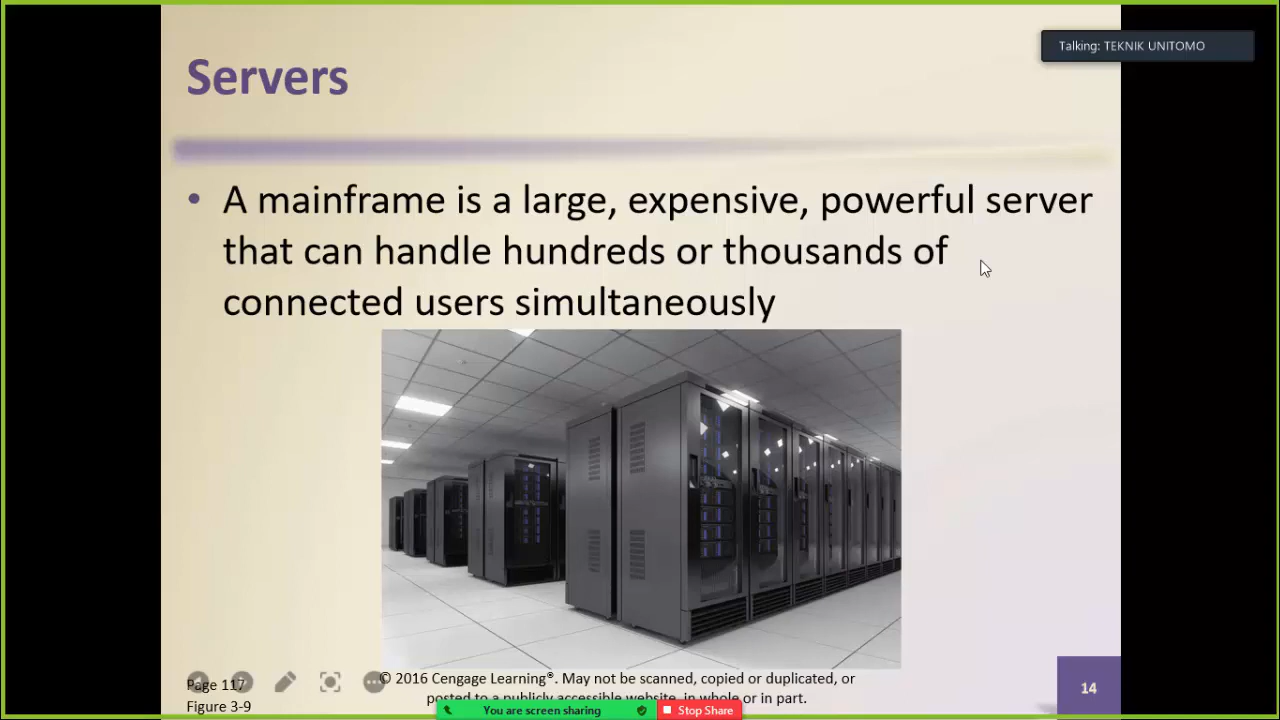 Talking: TEKNIK UNITOMO
Servers
• A mainframe is a large, expensive, powerful server
that can handle hundreds or thousands of
connected users simultaneously
Page 117
Figure 3-9
© 2016 Cengage Learning®. May not be scanned, copied or duplicated, or
posted to a publicly accessible website, in whole or in part.
14
You are screen sharing
Stop Share